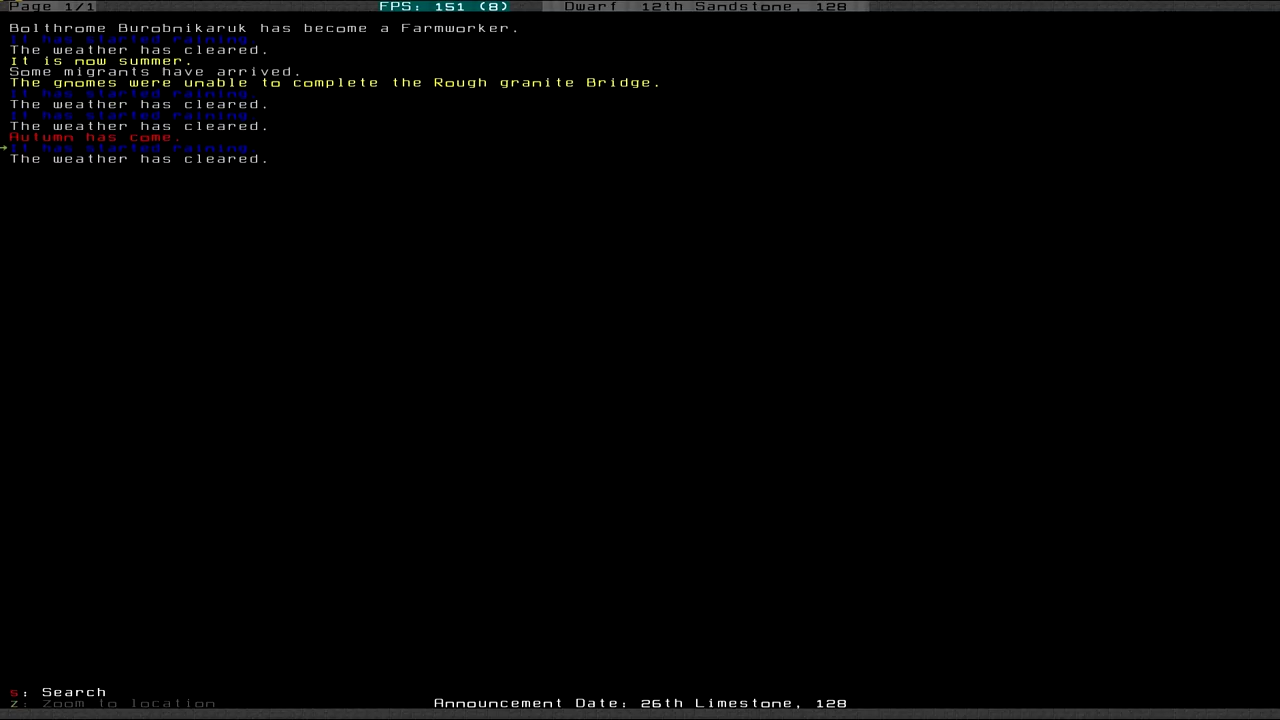 Page 1/1 FPS: 151 (8) Dwarf 12th Sandstone, 128
Bolthrome Burobnikaruk has become a Farmworker.
It has started raining.
The weather has cleared.
It is now summer.
Some migrants have arrived.
The gnomes were unable to complete the Rough granite Bridge.
It has started raining.
The weather has cleared.
It has started raining.
The weather has cleared.
Autumn has come.
It has started raining.
The weather has cleared.
s: Search
z: Zoom to location Announcement Date: 26th Limestone, 128